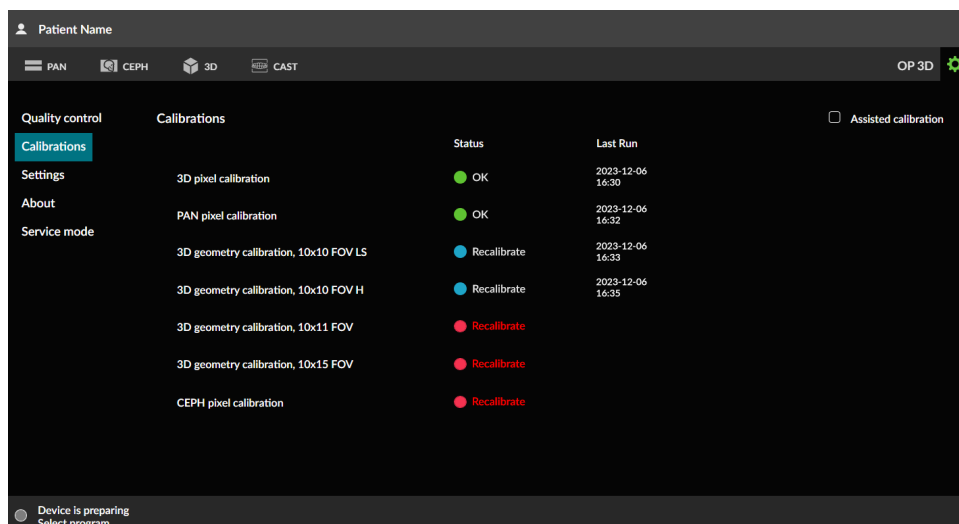 Patient Name
PAN CEPH 3D CAST OP 3D
Quality control
Calibrations
Settings
About
Service mode
Calibrations
Assisted calibration
Status Last Run
3D pixel calibration OK 2023-12-06
16:30
PAN pixel calibration OK 2023-12-06
16:32
3D geometry calibration, 10x10 FOV LS Recalibrate 2023-12-06
16:33
3D geometry calibration, 10x10 FOV H Recalibrate 2023-12-06
16:35
3D geometry calibration, 10x11 FOV Recalibrate
3D geometry calibration, 10x15 FOV Recalibrate
CEPH pixel calibration Recalibrate
Device is preparing
Select program